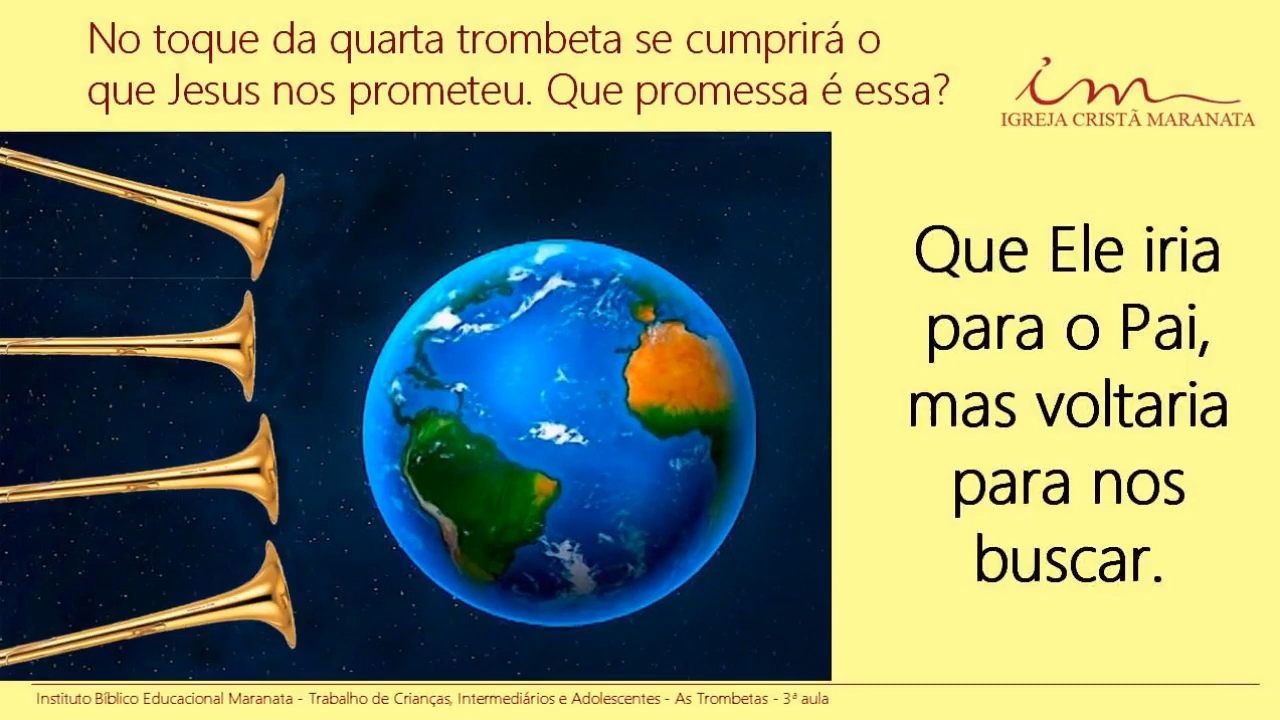 No toque da quarta trombeta se cumprirá o
que Jesus nos prometeu. Que promessa é essa?
im
IGREJA CRISTÃ MARANATA
Que Ele iria
para o Pai,
mas voltaria
para nos
buscar.
Instituto Bíblico Educacional Maranata - Trabalho de Crianças, Intermediários e Adolescentes - As Trombetas - 3ª aula